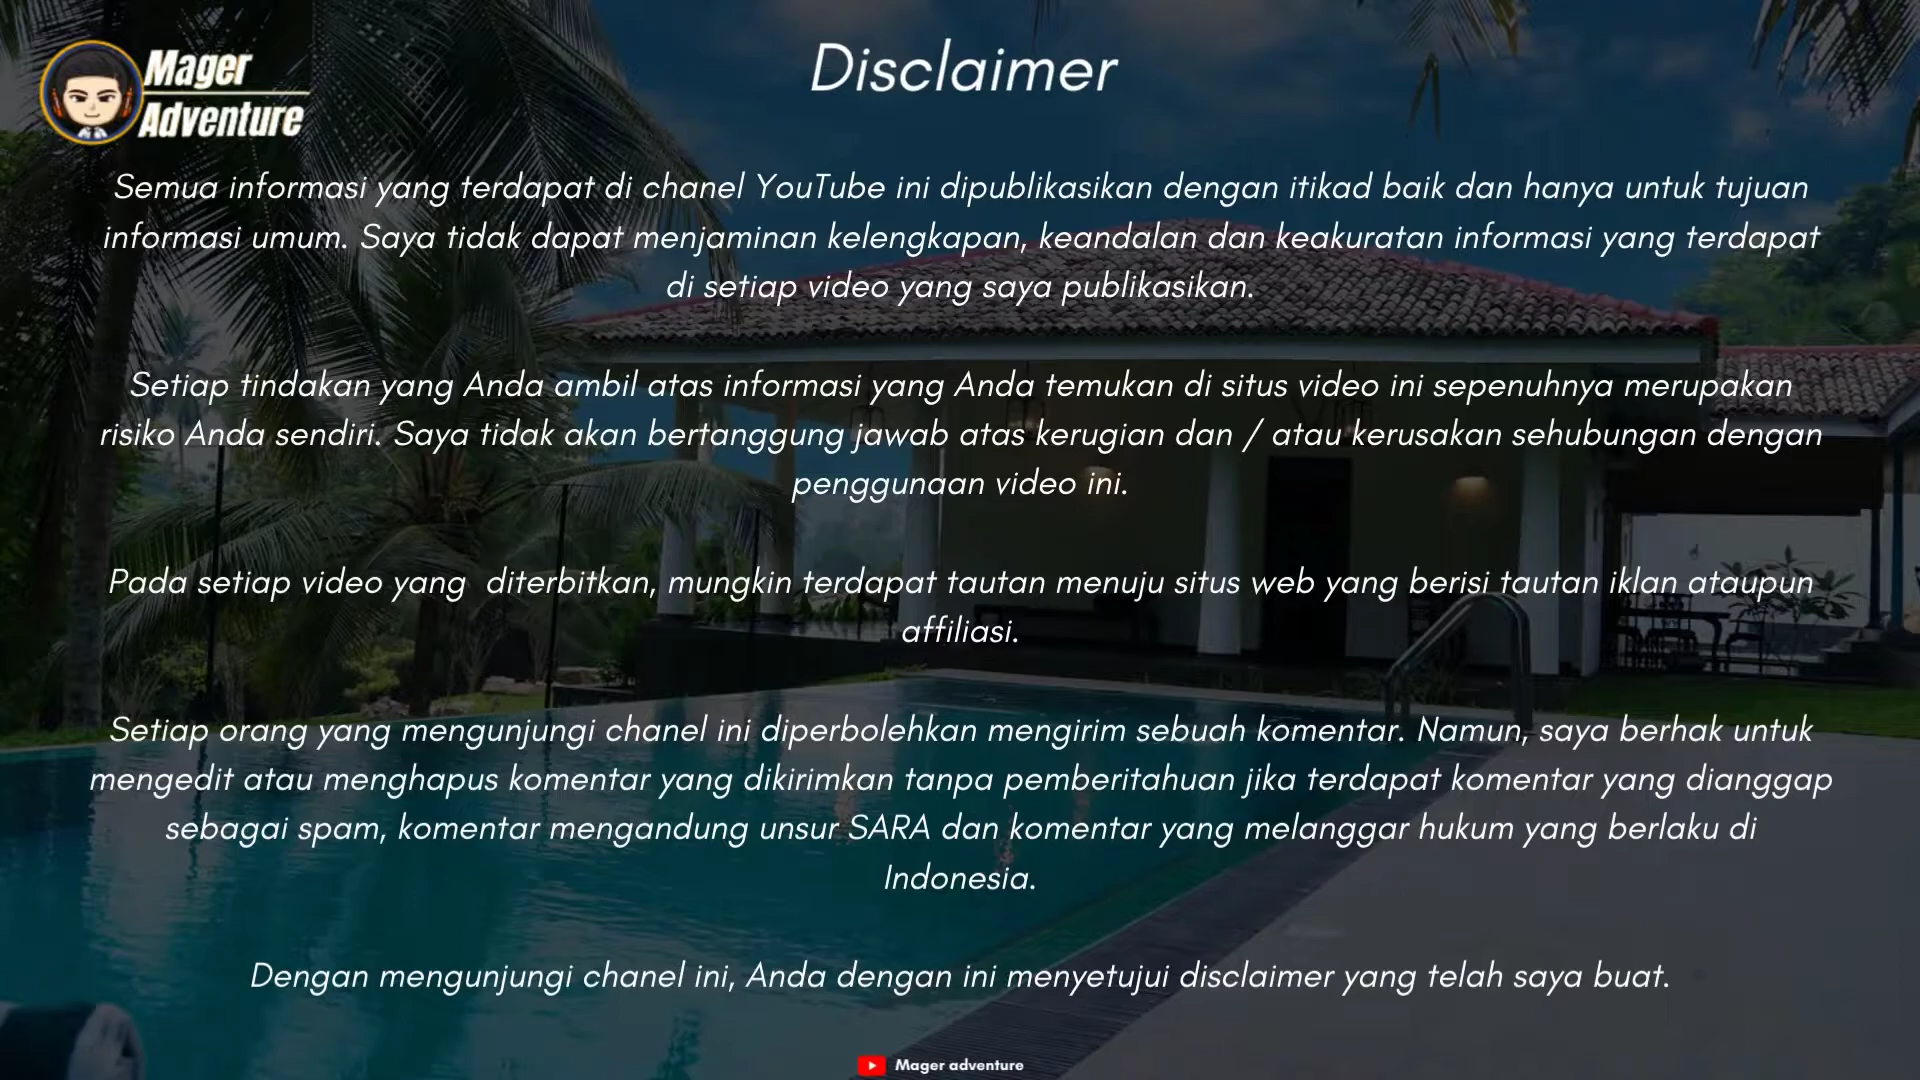 Mager
Adventure
Disclaimer
Semua informasi yang terdapat di chanel YouTube ini dipublikasikan dengan itikad baik dan hanya untuk tujuan
informasi umum. Saya tidak dapat menjaminan kelengkapan, keandalan dan keakuratan informasi yang terdapat
di setiap video yang saya publikasikan.
Setiap tindakan yang Anda ambil atas informasi yang Anda temukan di situs video ini sepenuhnya merupakan
risiko Anda sendiri. Saya tidak akan bertanggung jawab atas kerugian dan / atau kerusakan sehubungan dengan
penggunaan video ini.
Pada setiap video yang  diterbitkan, mungkin terdapat tautan menuju situs web yang berisi tautan iklan ataupun
affiliasi.
Setiap orang yang mengunjungi chanel ini diperbolehkan mengirim sebuah komentar. Namun, saya berhak untuk
mengedit atau menghapus komentar yang dikirimkan tanpa pemberitahuan jika terdapat komentar yang dianggap
sebagai spam, komentar mengandung unsur SARA dan komentar yang melanggar hukum yang berlaku di
Indonesia.
Dengan mengunjungi chanel ini, Anda dengan ini menyetujui disclaimer yang telah saya buat.
Mager adventure